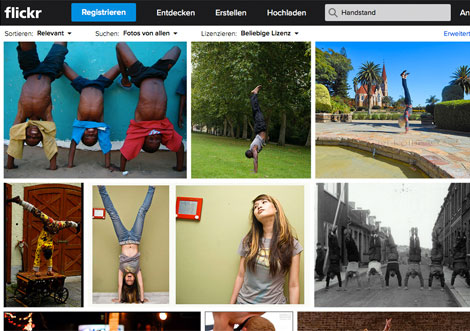 flickr Registrieren Entdecken Erstellen Hochladen Handstand An
Sortieren: Relevant Suchen: Fotos von allen Lizenzieren: Beliebige Lizenz Erweitert